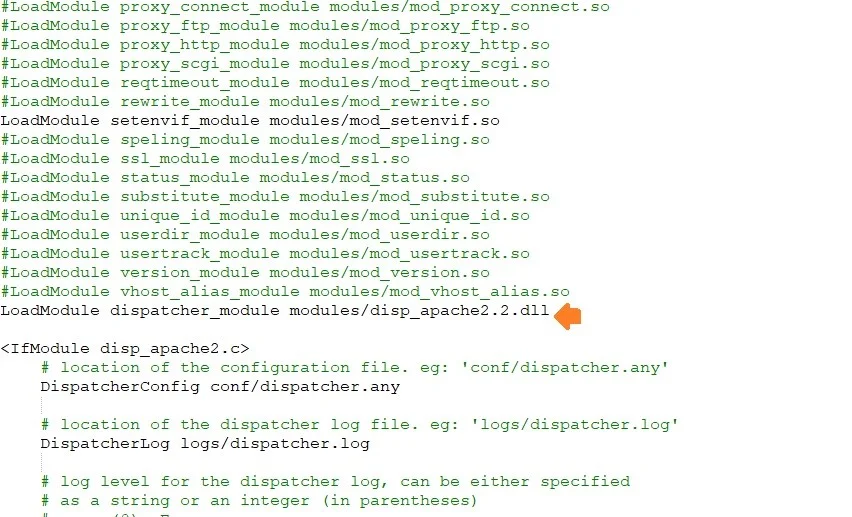 #LoadModule proxy_connect_module modules/mod_proxy_connect.so
#LoadModule proxy_ftp_module modules/mod_proxy_ftp.so
#LoadModule proxy_http_module modules/mod_proxy_http.so
#LoadModule proxy_scgi_module modules/mod_proxy_scgi.so
#LoadModule reqtimeout_module modules/mod_reqtimeout.so
#LoadModule rewrite_module modules/mod_rewrite.so
LoadModule setenvif_module modules/mod_setenvif.so
#LoadModule speling_module modules/mod_speling.so
#LoadModule ssl_module modules/mod_ssl.so
#LoadModule status_module modules/mod_status.so
#LoadModule substitute_module modules/mod_substitute.so
#LoadModule unique_id_module modules/mod_unique_id.so
#LoadModule userdir_module modules/mod_userdir.so
#LoadModule usertrack_module modules/mod_usertrack.so
#LoadModule version_module modules/mod_version.so
#LoadModule vhost_alias_module modules/mod_vhost_alias.so
LoadModule dispatcher_module modules/disp_apache2.2.dll
<IfModule disp_apache2.c>
# location of the configuration file. eg: 'conf/dispatcher.any'
DispatcherConfig conf/dispatcher.any
# location of the dispatcher log file. eg: 'logs/dispatcher.log'
DispatcherLog logs/dispatcher.log
# log level for the dispatcher log, can be either specified
# as a string or an integer (in parentheses)